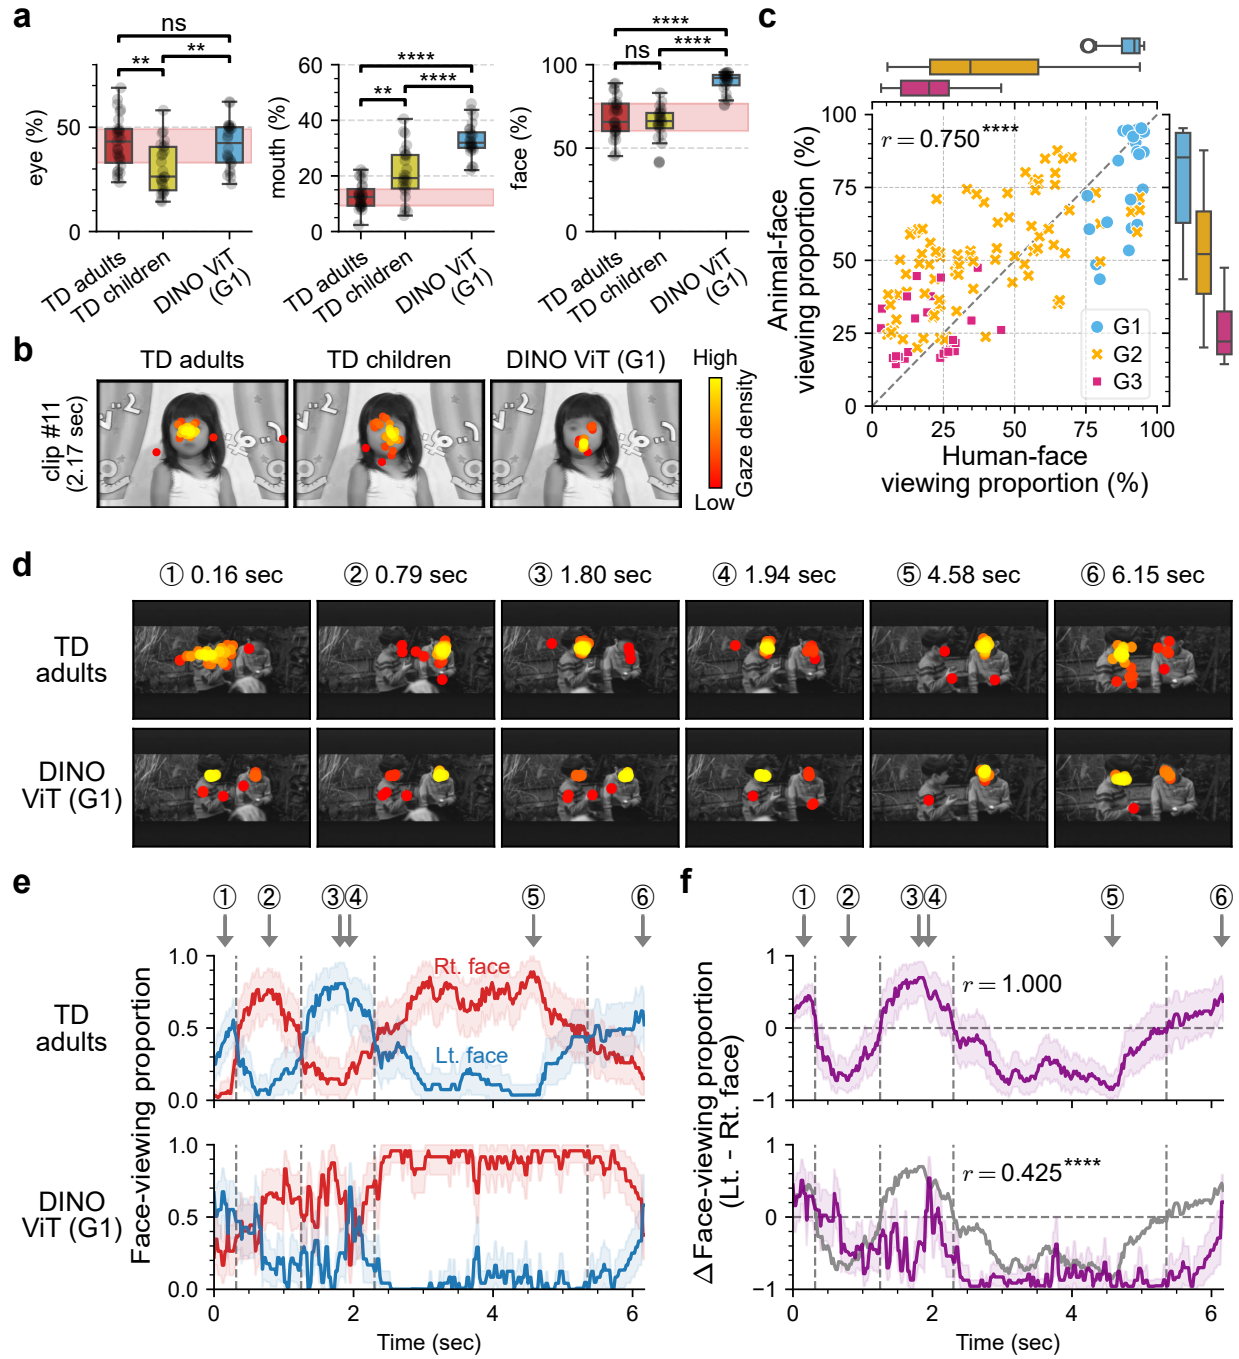 a
ns
**
**
eye (%)
100
50
0
TD adults
TD children
DINO ViT
(G1)
****
**
****
mouth (%)
60
40
20
0
TD adults
TD children
DINO ViT
(G1)
****
ns
****
face (%)
100
50
0
TD adults
TD children
DINO ViT
(G1)
b
TD adults
TD children
DINO ViT (G1)
clip #11
(2.17 sec)
High
Gaze density
Low
c
r = 0.750****
Animal-face
viewing proportion (%)
100
75
50
25
0
G1
G2
G3
0 25 50 75 100
Human-face
viewing proportion (%)
d
① 0.16 sec
② 0.79 sec
③ 1.80 sec
④ 1.94 sec
⑤ 4.58 sec
⑥ 6.15 sec
TD
adults
DINO
ViT (G1)
e
① ② ③ ④ ⑤ ⑥
TD
adults
Face-viewing proportion
1.0
0.5
0.0
Rt. face
Lt. face
DINO
ViT (G1)
1.0
0.5
0.0
0 2 4 6
Time (sec)
f
① ② ③ ④ ⑤ ⑥
ΔFace-viewing proportion
(Lt. - Rt. face)
1
0
−1
r = 1.000
1
0
−1
r = 0.425****
0 2 4 6
Time (sec)